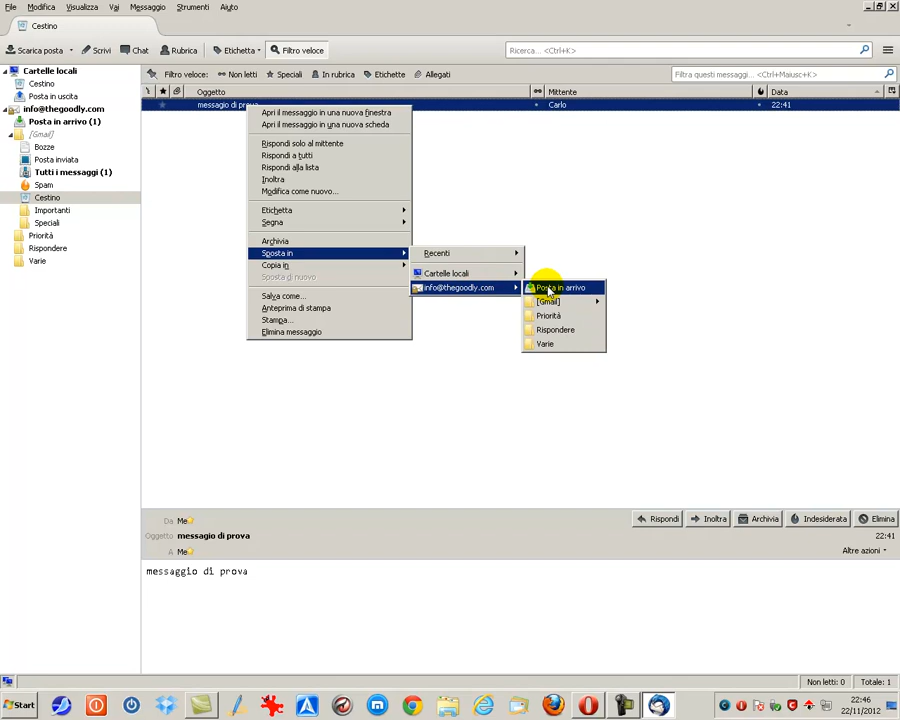 File Modifica Visualizza Vai Messaggio Strumenti Aiuto
Cestino
Scarica posta Scrivi Chat Rubrica Etichetta Filtro veloce Ricerca... <Ctrl+K>
Filtro veloce: Non letti Speciali In rubrica Etichette Allegati Filtra questi messaggi... <Ctrl+Maiusc+K>
Oggetto Mittente Data
messagio di prova Carlo 22:41
Cartelle locali
Cestino
Posta in uscita
info@thegoodly.com
Posta in arrivo (1)
[Gmail]
Bozze
Posta inviata
Tutti i messaggi (1)
Spam
Cestino
Importanti
Speciali
Priorità
Rispondere
Varie
Apri il messaggio in una nuova finestra
Apri il messaggio in una nuova scheda
Rispondi solo al mittente
Rispondi a tutti
Rispondi alla lista
Inoltra
Modifica come nuovo...
Etichetta
Segna
Archivia
Sposta in
Copia in
Sposta di nuovo
Salva come...
Anteprima di stampa
Stampa...
Elimina messaggio
Recenti
Cartelle locali
info@thegoodly.com
Posta in arrivo
[Gmail]
Priorità
Rispondere
Varie
Da Me
Rispondi Inoltra Archivia Indesiderata Elimina
Oggetto messagio di prova 22:41
A Me Altre azioni
messaggio di prova
Non letti: 0 Totale: 1
Start
22:46
22/11/2012